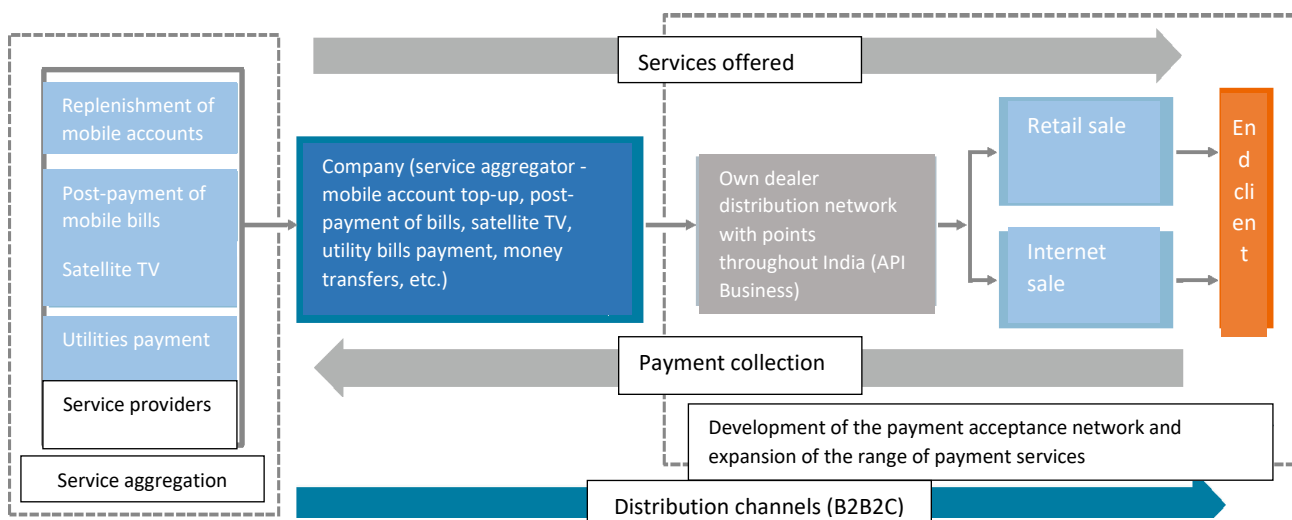 Services offered
Replenishment of
mobile accounts
Post-payment of
mobile bills
Satellite TV
Utilities payment
Service providers
Service aggregation
Company (service aggregator -
mobile account top-up, post-
payment of bills, satellite TV,
utility bills payment, money
transfers, etc.)
Own dealer
distribution network
with points
throughout India (API
Business)
Retail sale
Internet
sale
En
d
cli
en
t
Payment collection
Development of the payment acceptance network and
expansion of the range of payment services
Distribution channels (B2B2C)